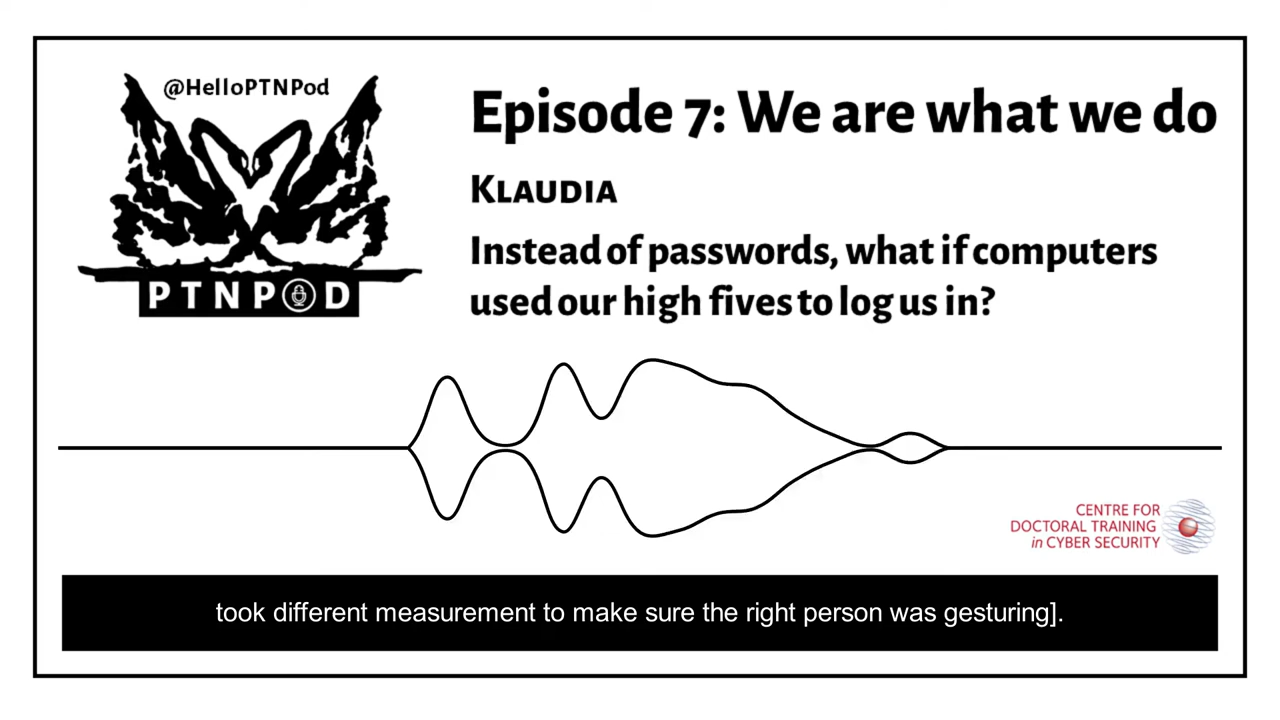 @HelloPTNPod
PTNPOD
Episode 7: We are what we do
Klaudia
Instead of passwords, what if computers
used our high fives to log us in?
CENTRE FOR
DOCTORAL TRAINING
in CYBER SECURITY
took different measurement to make sure the right person was gesturing].